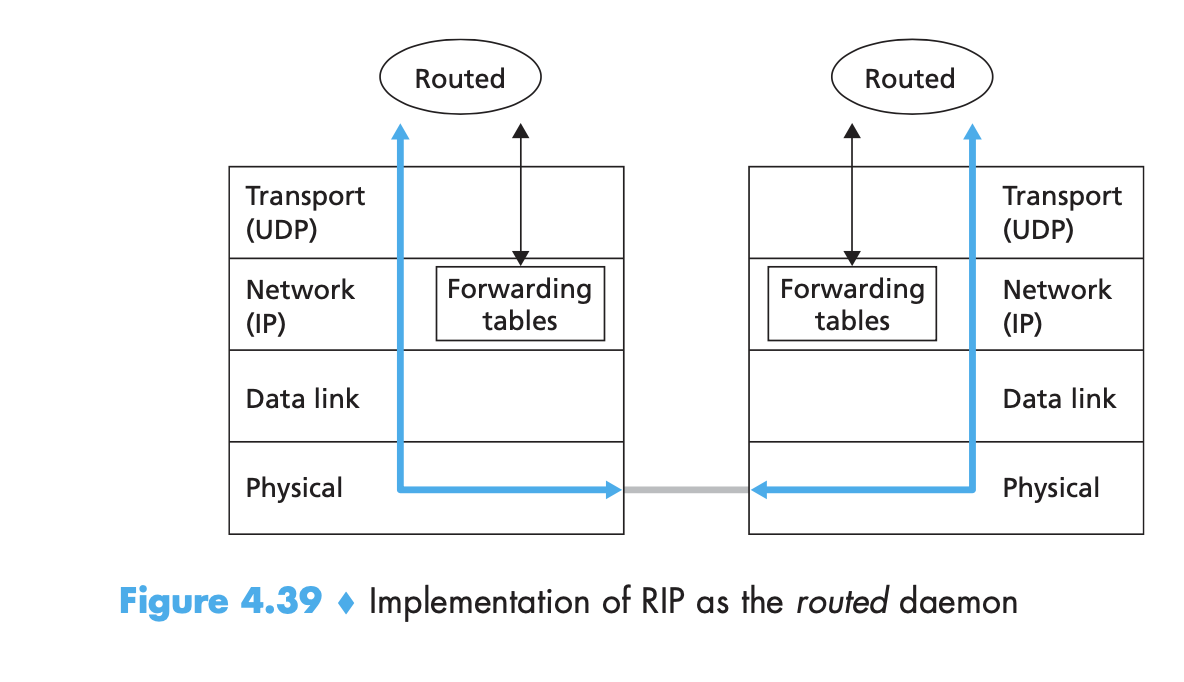 Routed
Routed
Transport
(UDP)
Network
(IP)
Forwarding
tables
Data link
Physical
Transport
(UDP)
Forwarding
tables
Network
(IP)
Data link
Physical
Figure 4.39 ♦ Implementation of RIP as the routed daemon